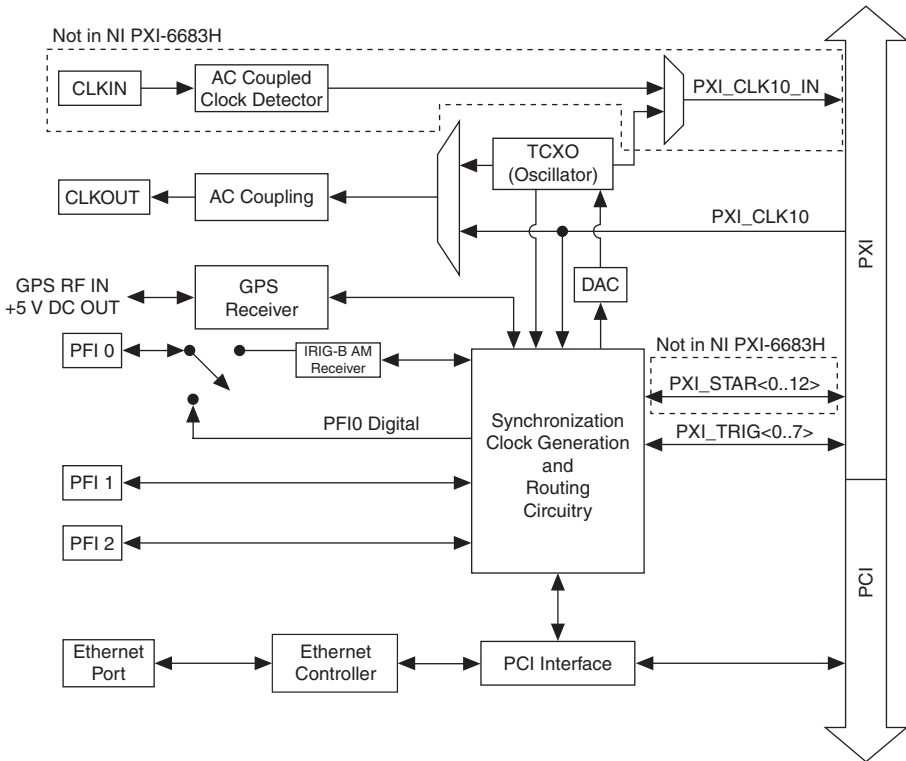 Not in NI PXI-6683H
CLKIN
AC Coupled
Clock Detector
PXI_CLK10_IN
TCXO
(Oscillator)
CLKOUT
AC Coupling
PXI_CLK10
PXI
GPS RF IN
+5 V DC OUT
GPS
Receiver
DAC
PFI 0
IRIG-B AM
Receiver
Not in NI PXI-6683H
PXI_STAR<0..12>
PFI0 Digital
Synchronization
Clock Generation
and
Routing
Circuitry
PXI_TRIG<0..7>
PFI 1
PFI 2
PCI
Ethernet
Port
Ethernet
Controller
PCI Interface